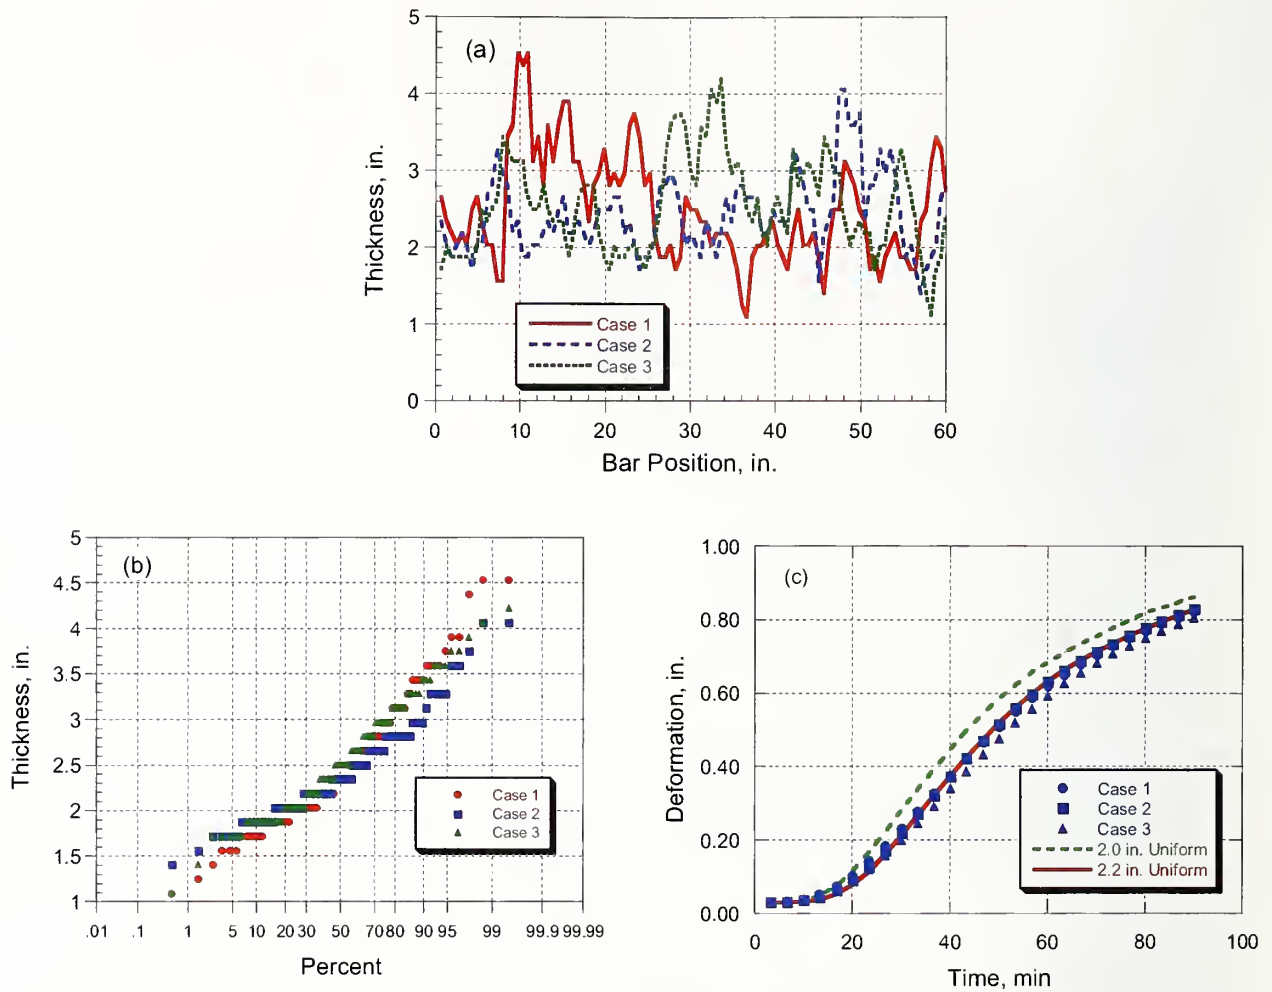 (a)
5
4
3
2
1
0
Thickness, in.
Case 1
Case 2
Case 3
0 10 20 30 40 50 60
Bar Position, in.
(b)
5
4.5
4
3.5
3
2.5
2
1.5
1
Thickness, in.
Case 1
Case 2
Case 3
.01 .1 1 5 10 20 30 50 70 80 90 95 99 99.9 99.99
Percent
(c)
1.00
0.80
0.60
0.40
0.20
0.00
Deformation, in.
Case 1
Case 2
Case 3
2.0 in. Uniform
2.2 in. Uniform
0 20 40 60 80 100
Time, min